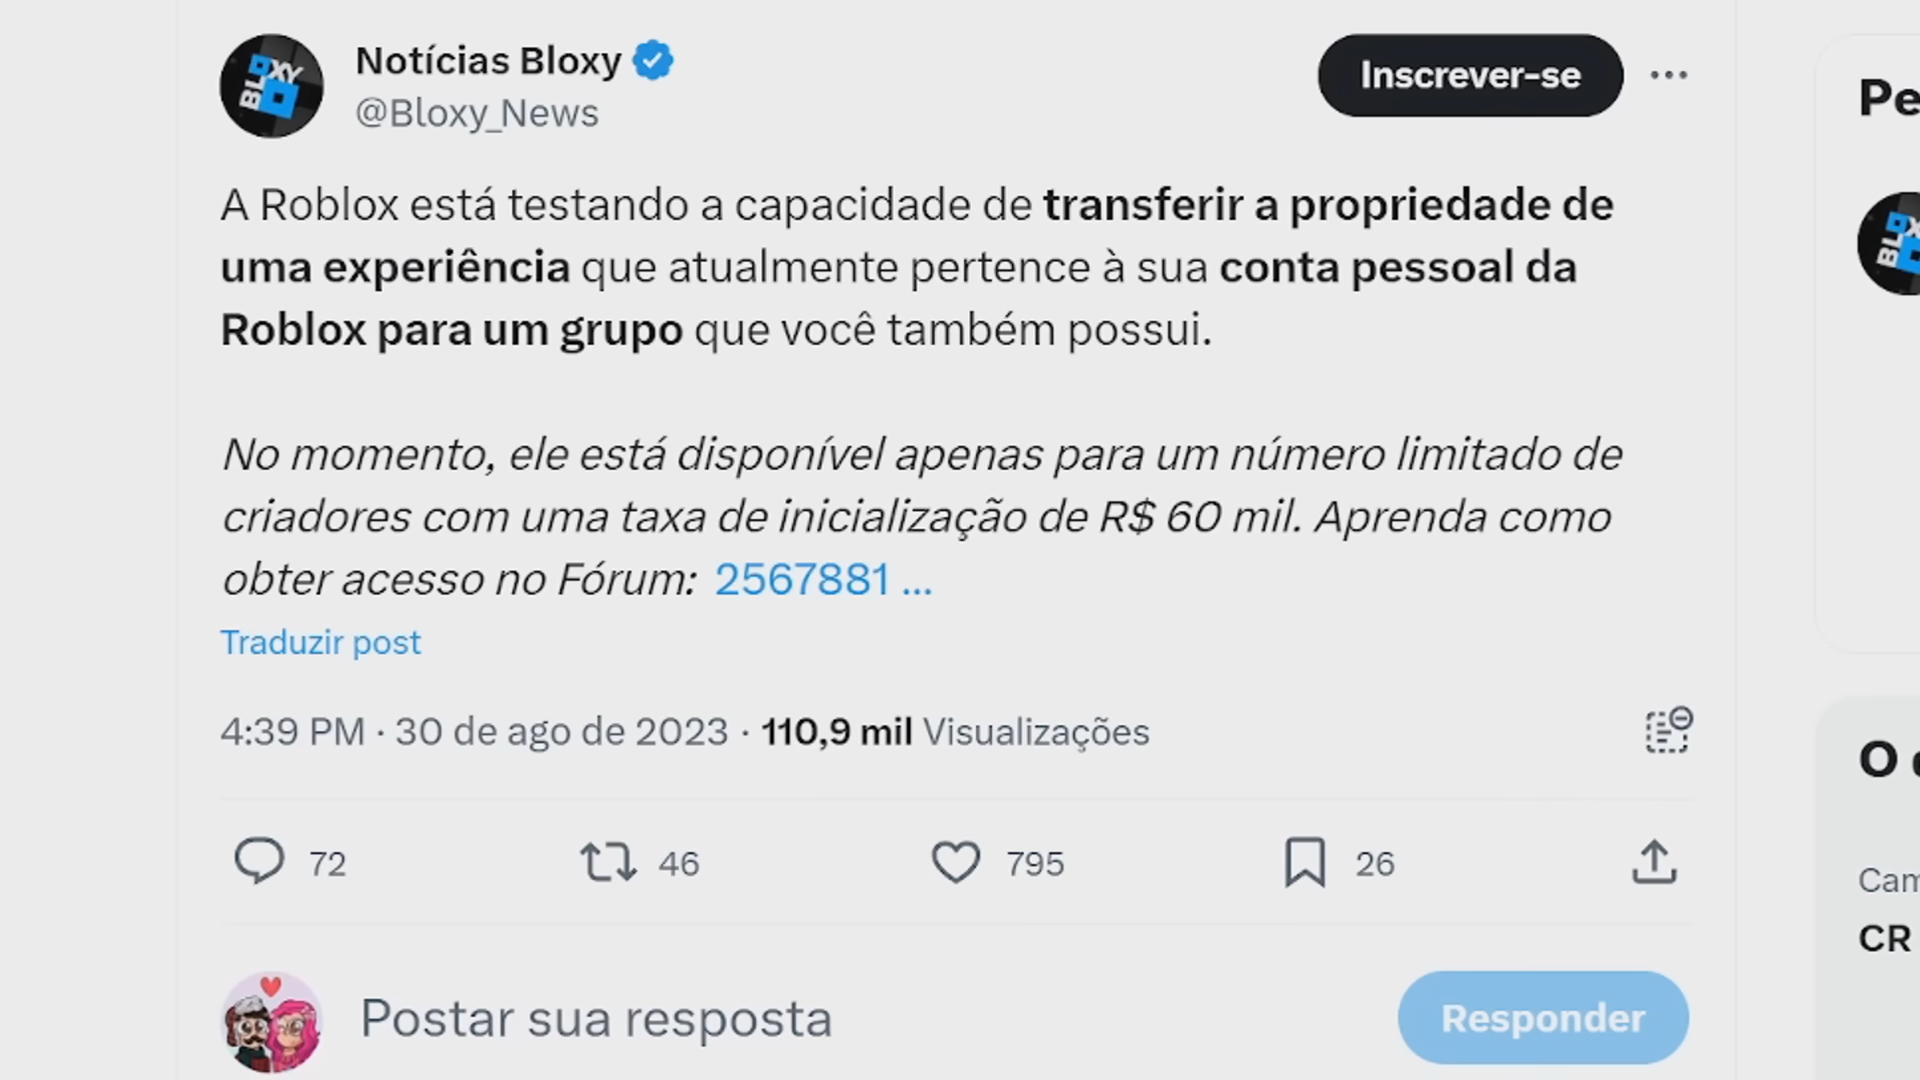 Notícias Bloxy
@Bloxy_News
Inscrever-se
BLOXY
A Roblox está testando a capacidade de transferir a propriedade de
uma experiência que atualmente pertence à sua conta pessoal da
Roblox para um grupo que você também possui.
No momento, ele está disponível apenas para um número limitado de
criadores com uma taxa de inicialização de R$ 60 mil. Aprenda como
obter acesso no Fórum: 2567881 ...
Traduzir post
4:39 PM · 30 de ago de 2023 · 110,9 mil Visualizações
72 46 795 26
Postar sua resposta
Responder
Pe
O
Cam
CR